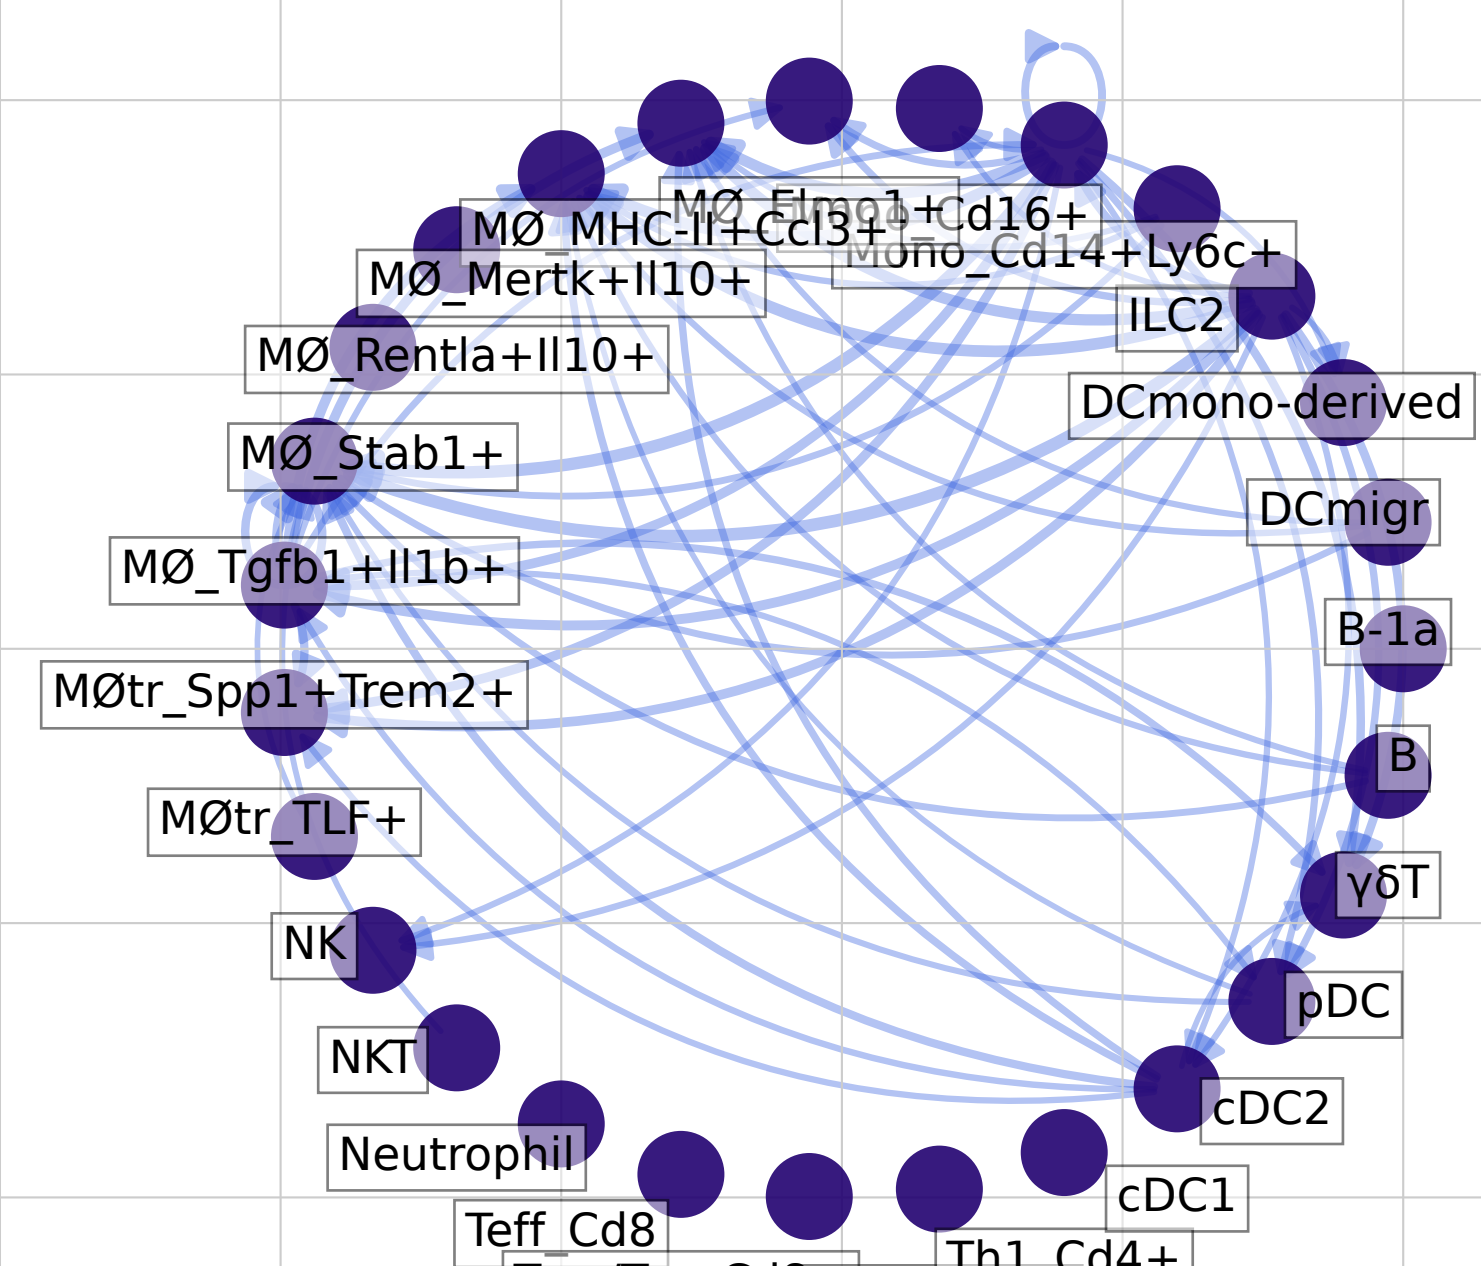 MØ_Elmo1+
Cd16+
MØ_MHC-II+Ccl3+
Mono_Cd14+Ly6c+
MØ_Mertk+Il10+
ILC2
MØ_Rentla+Il10+
DCmono-derived
MØ_Stab1+
DCmigr
MØ_Tgfb1+Il1b+
B-1a
MØtr_Spp1+Trem2+
B
MØtr_TLF+
γδT
NK
pDC
NKT
cDC2
Neutrophil
cDC1
Teff_Cd8
Th1_Cd4+